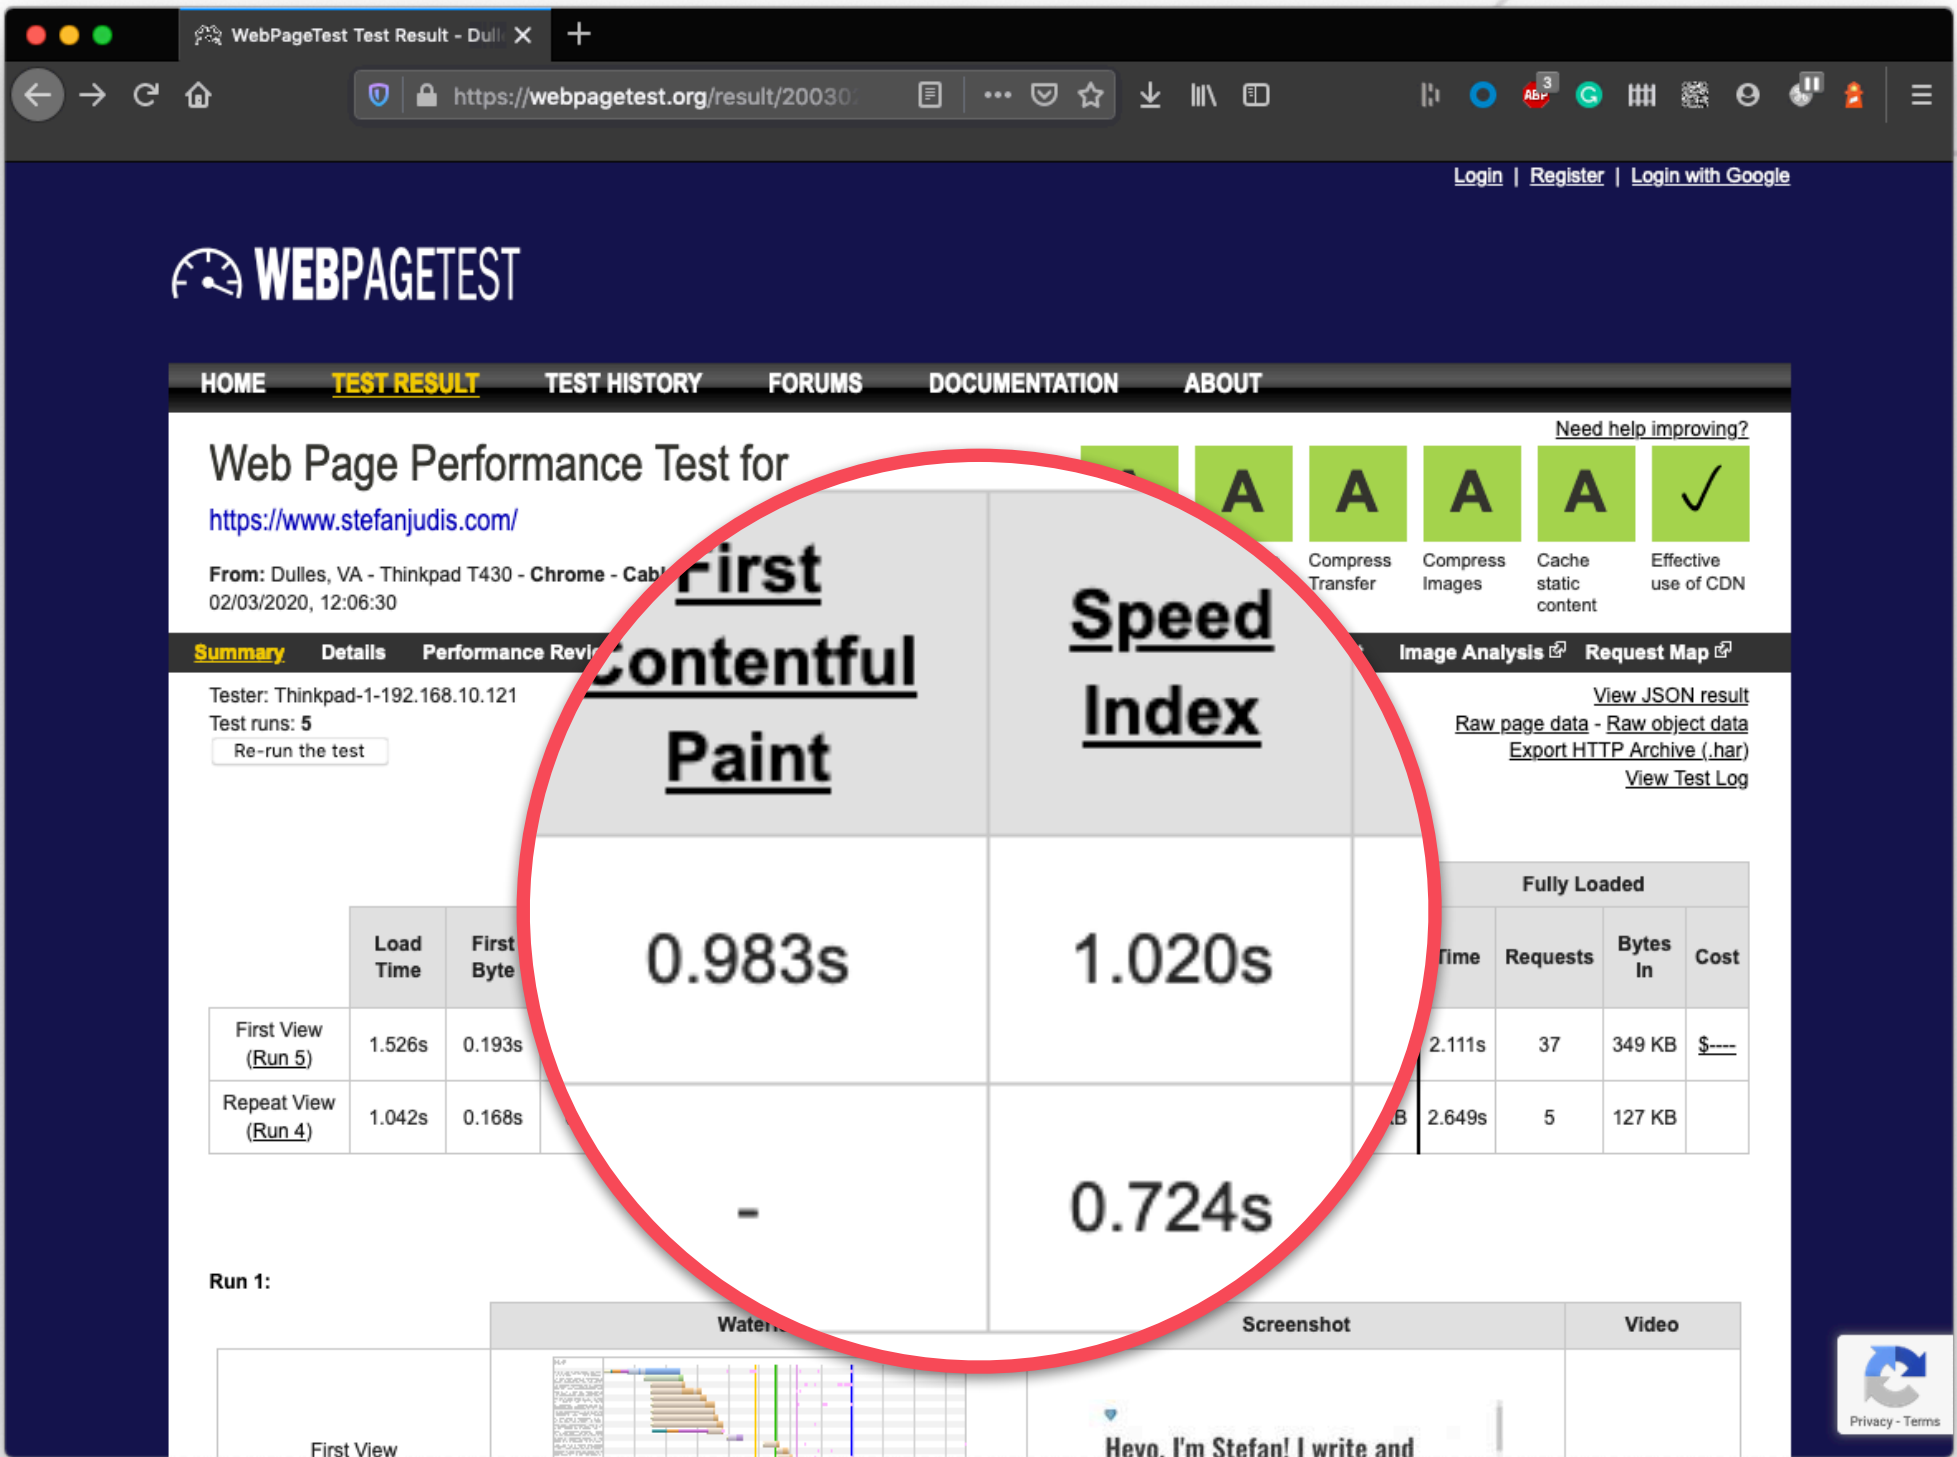 WebPageTest Test Result - Dull
https://webpagetest.org/result/20030
ABP
3
Login | Register | Login with Google
WEBPAGETEST
HOME TEST RESULT TEST HISTORY FORUMS DOCUMENTATION ABOUT
Need help improving?
Web Page Performance Test for
https://www.stefanjudis.com/
From: Dulles, VA - Thinkpad T430 - Chrome - Cabl
02/03/2020, 12:06:30
A A A A
Compress Transfer
Compress Images
Cache static content
Effective use of CDN
Summary Details Performance Revi Image Analysis Request Map
Tester: Thinkpad-1-192.168.10.121
Test runs: 5
Re-run the test
View JSON result
Raw page data - Raw object data
Export HTTP Archive (.har)
View Test Log
First
Contentful
Paint
Speed
Index
0.983s 1.020s
- 0.724s
Fully Loaded
Load Time First Byte Time Requests Bytes In Cost
First View (Run 5) 1.526s 0.193s 2.111s 37 349 KB $----
Repeat View (Run 4) 1.042s 0.168s B 2.649s 5 127 KB
Run 1:
Screenshot Video
First View
Heyo, I'm Stefan! I write and
Privacy - Terms